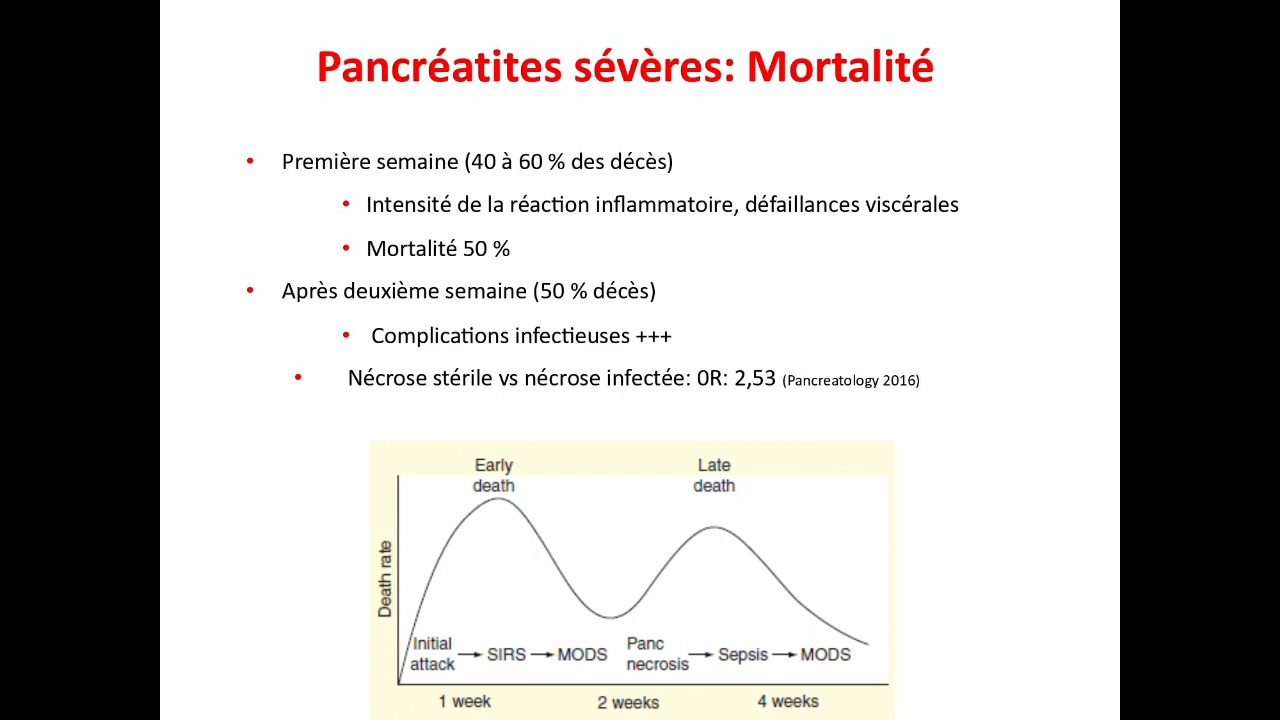 Pancréatites sévères: Mortalité
• Première semaine (40 à 60 % des décès)
• Intensité de la réaction inflammatoire, défaillances viscérales
• Mortalité 50 %
• Après deuxième semaine (50 % décès)
• Complications infectieuses +++
• Nécrose stérile vs nécrose infectée: 0R: 2,53 (Pancreatology 2016)
Early
death
Late
death
Death rate
Initial
attack
SIRS
MODS
Panc
necrosis
Sepsis
MODS
1 week
2 weeks
4 weeks